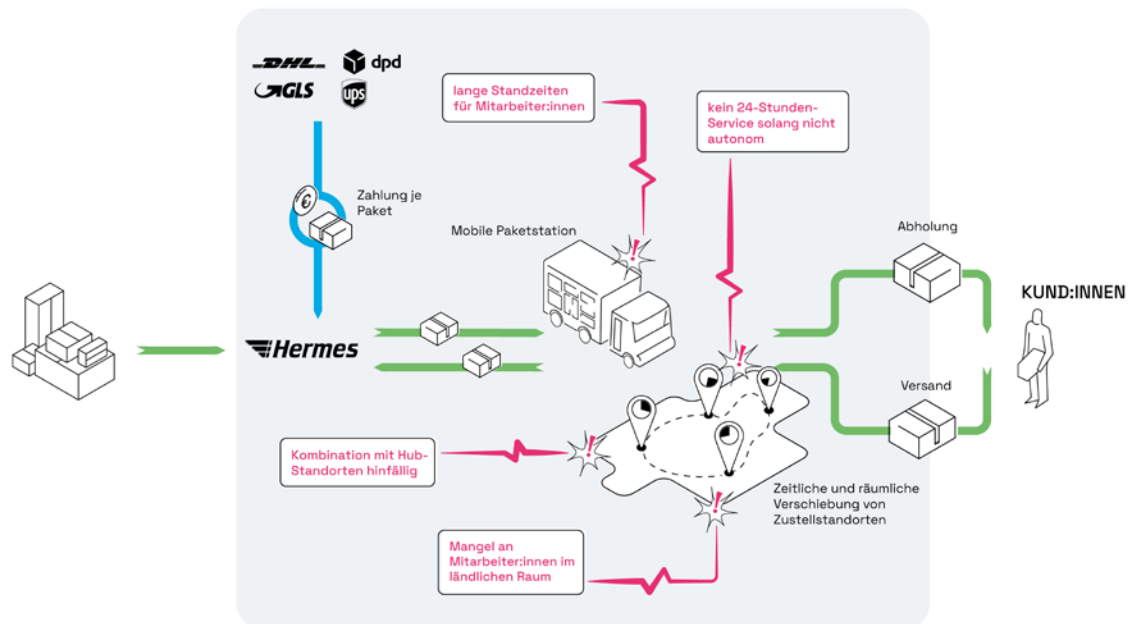 DHL
dpd
GLS
ups
lange Standzeiten
für Mitarbeiter:innen
kein 24-Stunden-
Service solang nicht
autonom
€
Zahlung je
Paket
Mobile Paketstation
Abholung
KUND:INNEN
Hermes
Versand
Kombination mit Hub-
Standorten hinfällig
Zeitliche und räumliche
Verschiebung von
Zustellstandorten
Mangel an
Mitarbeiter:innen im
ländlichen Raum